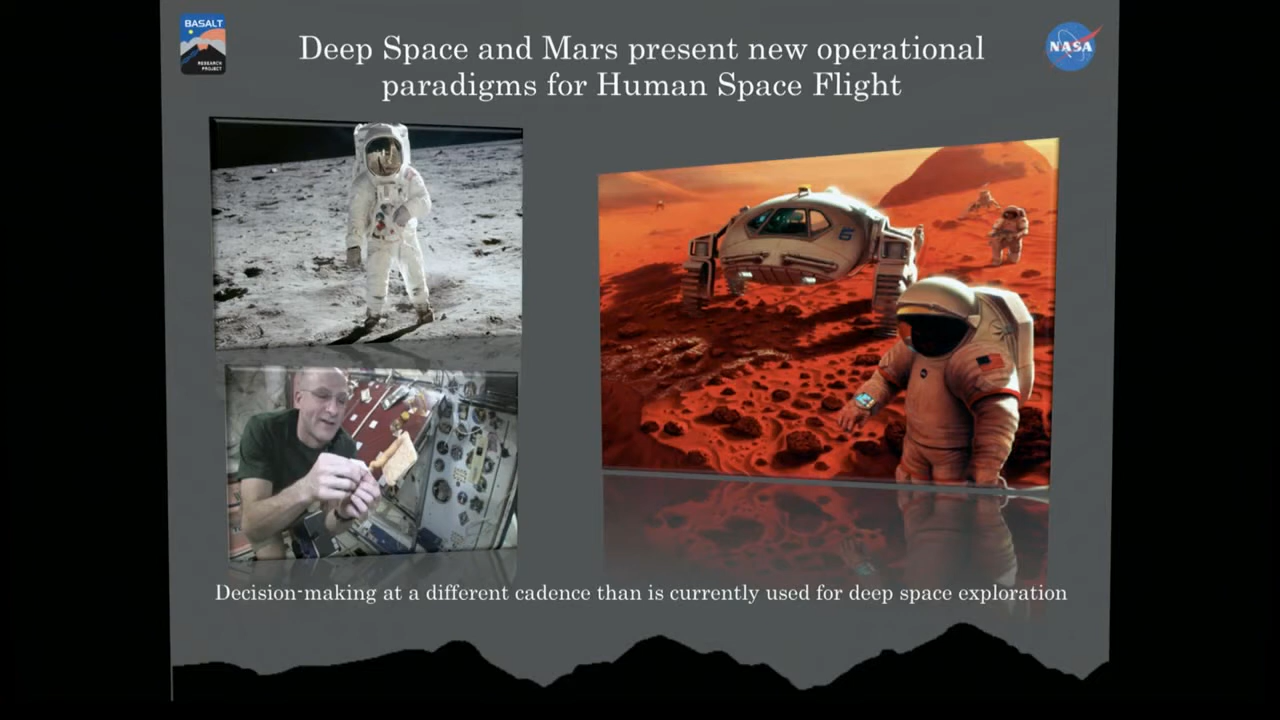 BASALT
RESEARCH
PROJECT
NASA
Deep Space and Mars present new operational
paradigms for Human Space Flight
Decision-making at a different cadence than is currently used for deep space exploration